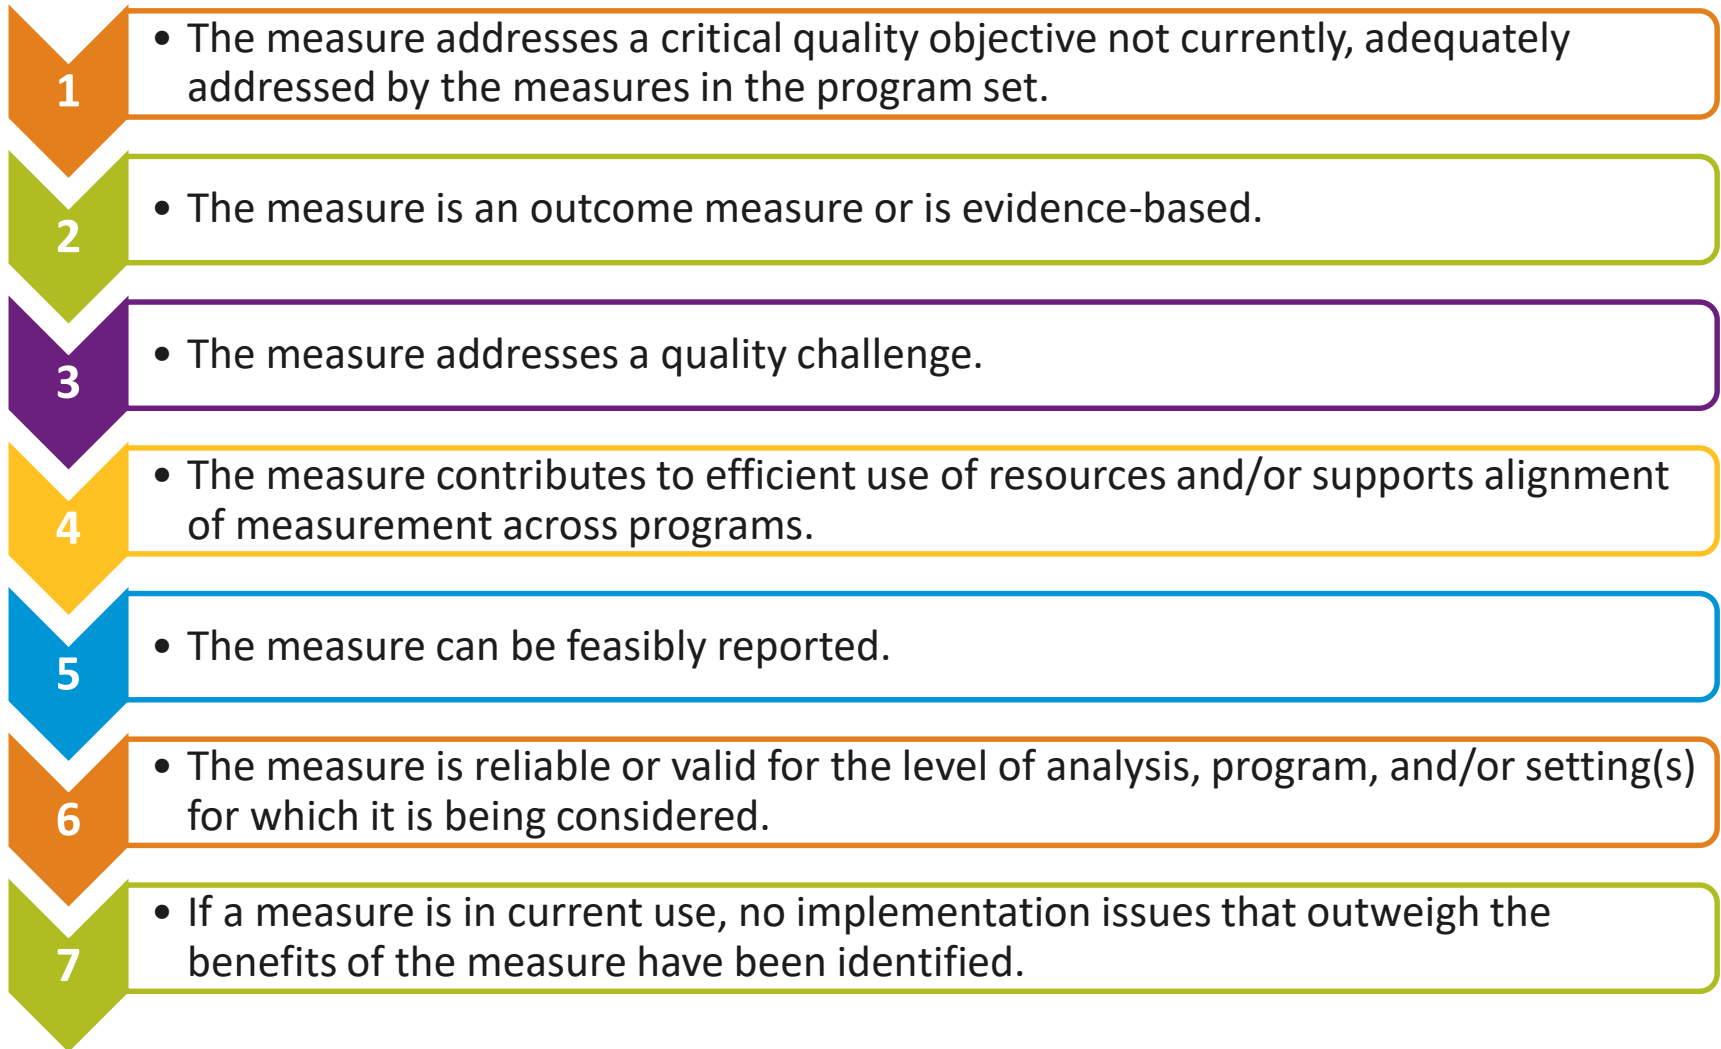 1
• The measure addresses a critical quality objective not currently, adequately
addressed by the measures in the program set.
2
• The measure is an outcome measure or is evidence-based.
3
• The measure addresses a quality challenge.
4
• The measure contributes to efficient use of resources and/or supports alignment
of measurement across programs.
5
• The measure can be feasibly reported.
6
• The measure is reliable or valid for the level of analysis, program, and/or setting(s)
for which it is being considered.
7
• If a measure is in current use, no implementation issues that outweigh the
benefits of the measure have been identified.